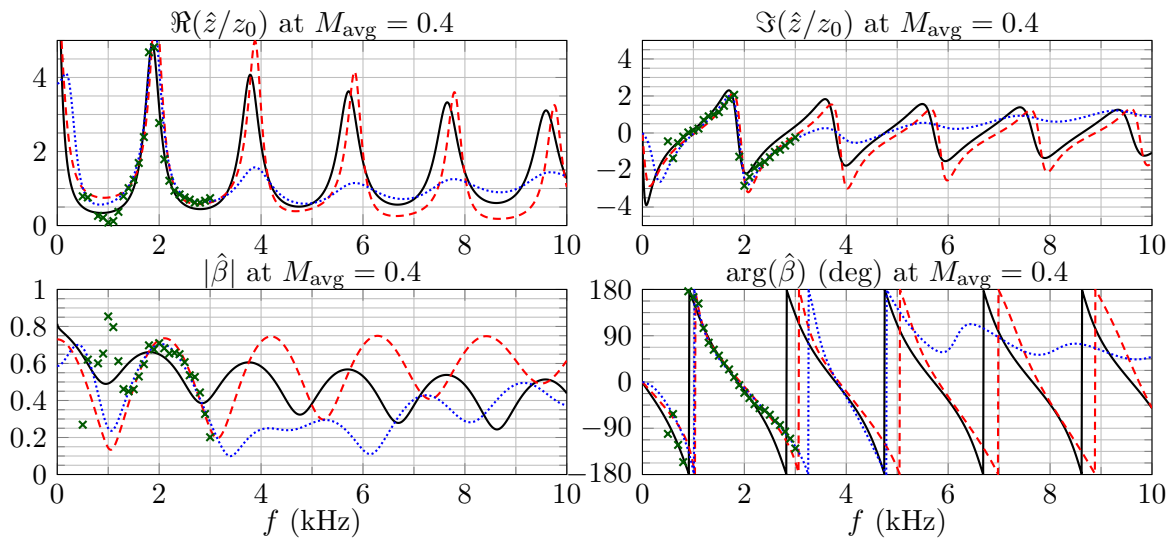 ℜ(ẑ/z₀) at M_avg = 0.4
4
2
0
0 2 4 6 8 10
ℑ(ẑ/z₀) at M_avg = 0.4
4
2
0
−2
−4
0 2 4 6 8 10
|β̂| at M_avg = 0.4
1
0.8
0.6
0.4
0.2
0
0 2 4 6 8 10
f (kHz)
arg(β̂) (deg) at M_avg = 0.4
180
90
0
−90
−180
0 2 4 6 8 10
f (kHz)